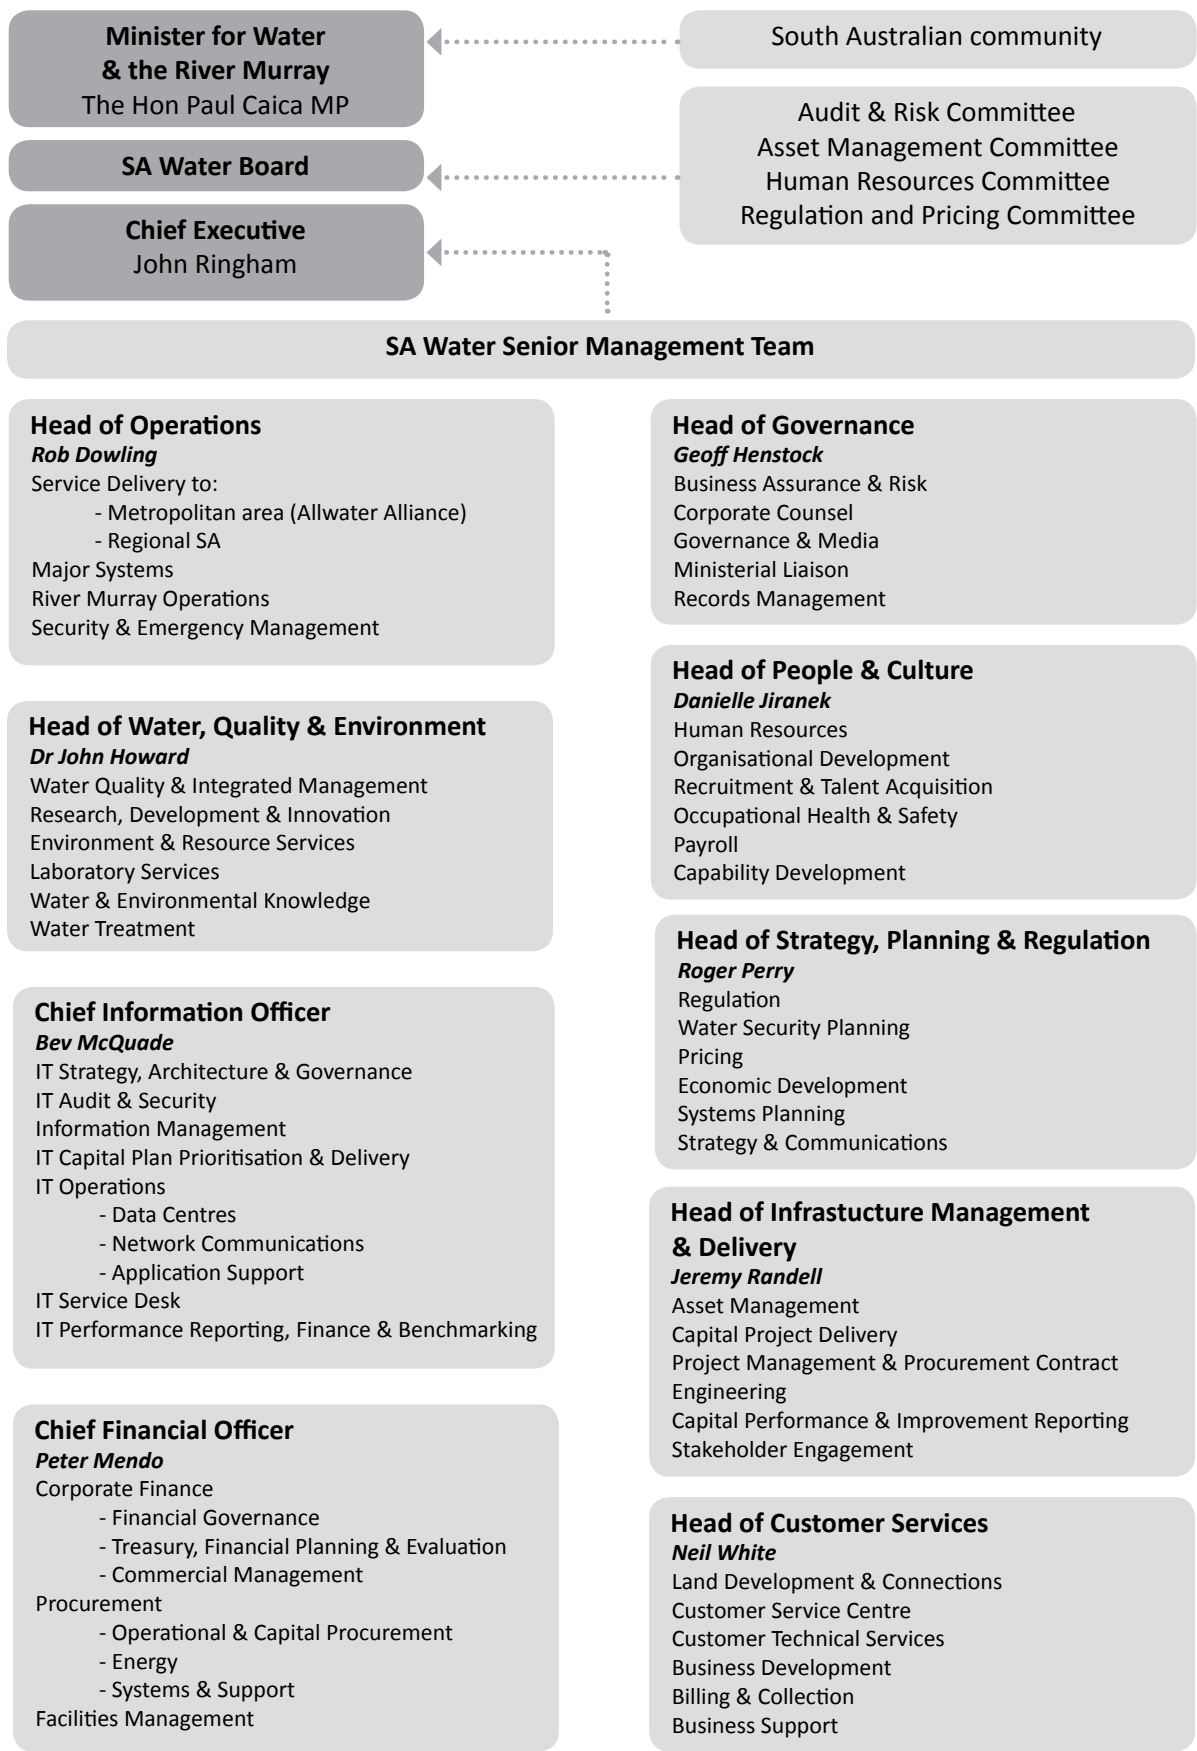 Minister for Water
& the River Murray
The Hon Paul Caica MP
South Australian community
SA Water Board
Audit & Risk Committee
Asset Management Committee
Human Resources Committee
Regulation and Pricing Committee
Chief Executive
John Ringham
SA Water Senior Management Team
Head of Operations
Rob Dowling
Service Delivery to:
- Metropolitan area (Allwater Alliance)
- Regional SA
Major Systems
River Murray Operations
Security & Emergency Management
Head of Water, Quality & Environment
Dr John Howard
Water Quality & Integrated Management
Research, Development & Innovation
Environment & Resource Services
Laboratory Services
Water & Environmental Knowledge
Water Treatment
Chief Information Officer
Bev McQuade
IT Strategy, Architecture & Governance
IT Audit & Security
Information Management
IT Capital Plan Prioritisation & Delivery
IT Operations
- Data Centres
- Network Communications
- Application Support
IT Service Desk
IT Performance Reporting, Finance & Benchmarking
Chief Financial Officer
Peter Mendo
Corporate Finance
- Financial Governance
- Treasury, Financial Planning & Evaluation
- Commercial Management
Procurement
- Operational & Capital Procurement
- Energy
- Systems & Support
Facilities Management
Head of Governance
Geoff Henstock
Business Assurance & Risk
Corporate Counsel
Governance & Media
Ministerial Liaison
Records Management
Head of People & Culture
Danielle Jiranek
Human Resources
Organisational Development
Recruitment & Talent Acquisition
Occupational Health & Safety
Payroll
Capability Development
Head of Strategy, Planning & Regulation
Roger Perry
Regulation
Water Security Planning
Pricing
Economic Development
Systems Planning
Strategy & Communications
Head of Infrastucture Management
& Delivery
Jeremy Randell
Asset Management
Capital Project Delivery
Project Management & Procurement Contract
Engineering
Capital Performance & Improvement Reporting
Stakeholder Engagement
Head of Customer Services
Neil White
Land Development & Connections
Customer Service Centre
Customer Technical Services
Business Development
Billing & Collection
Business Support